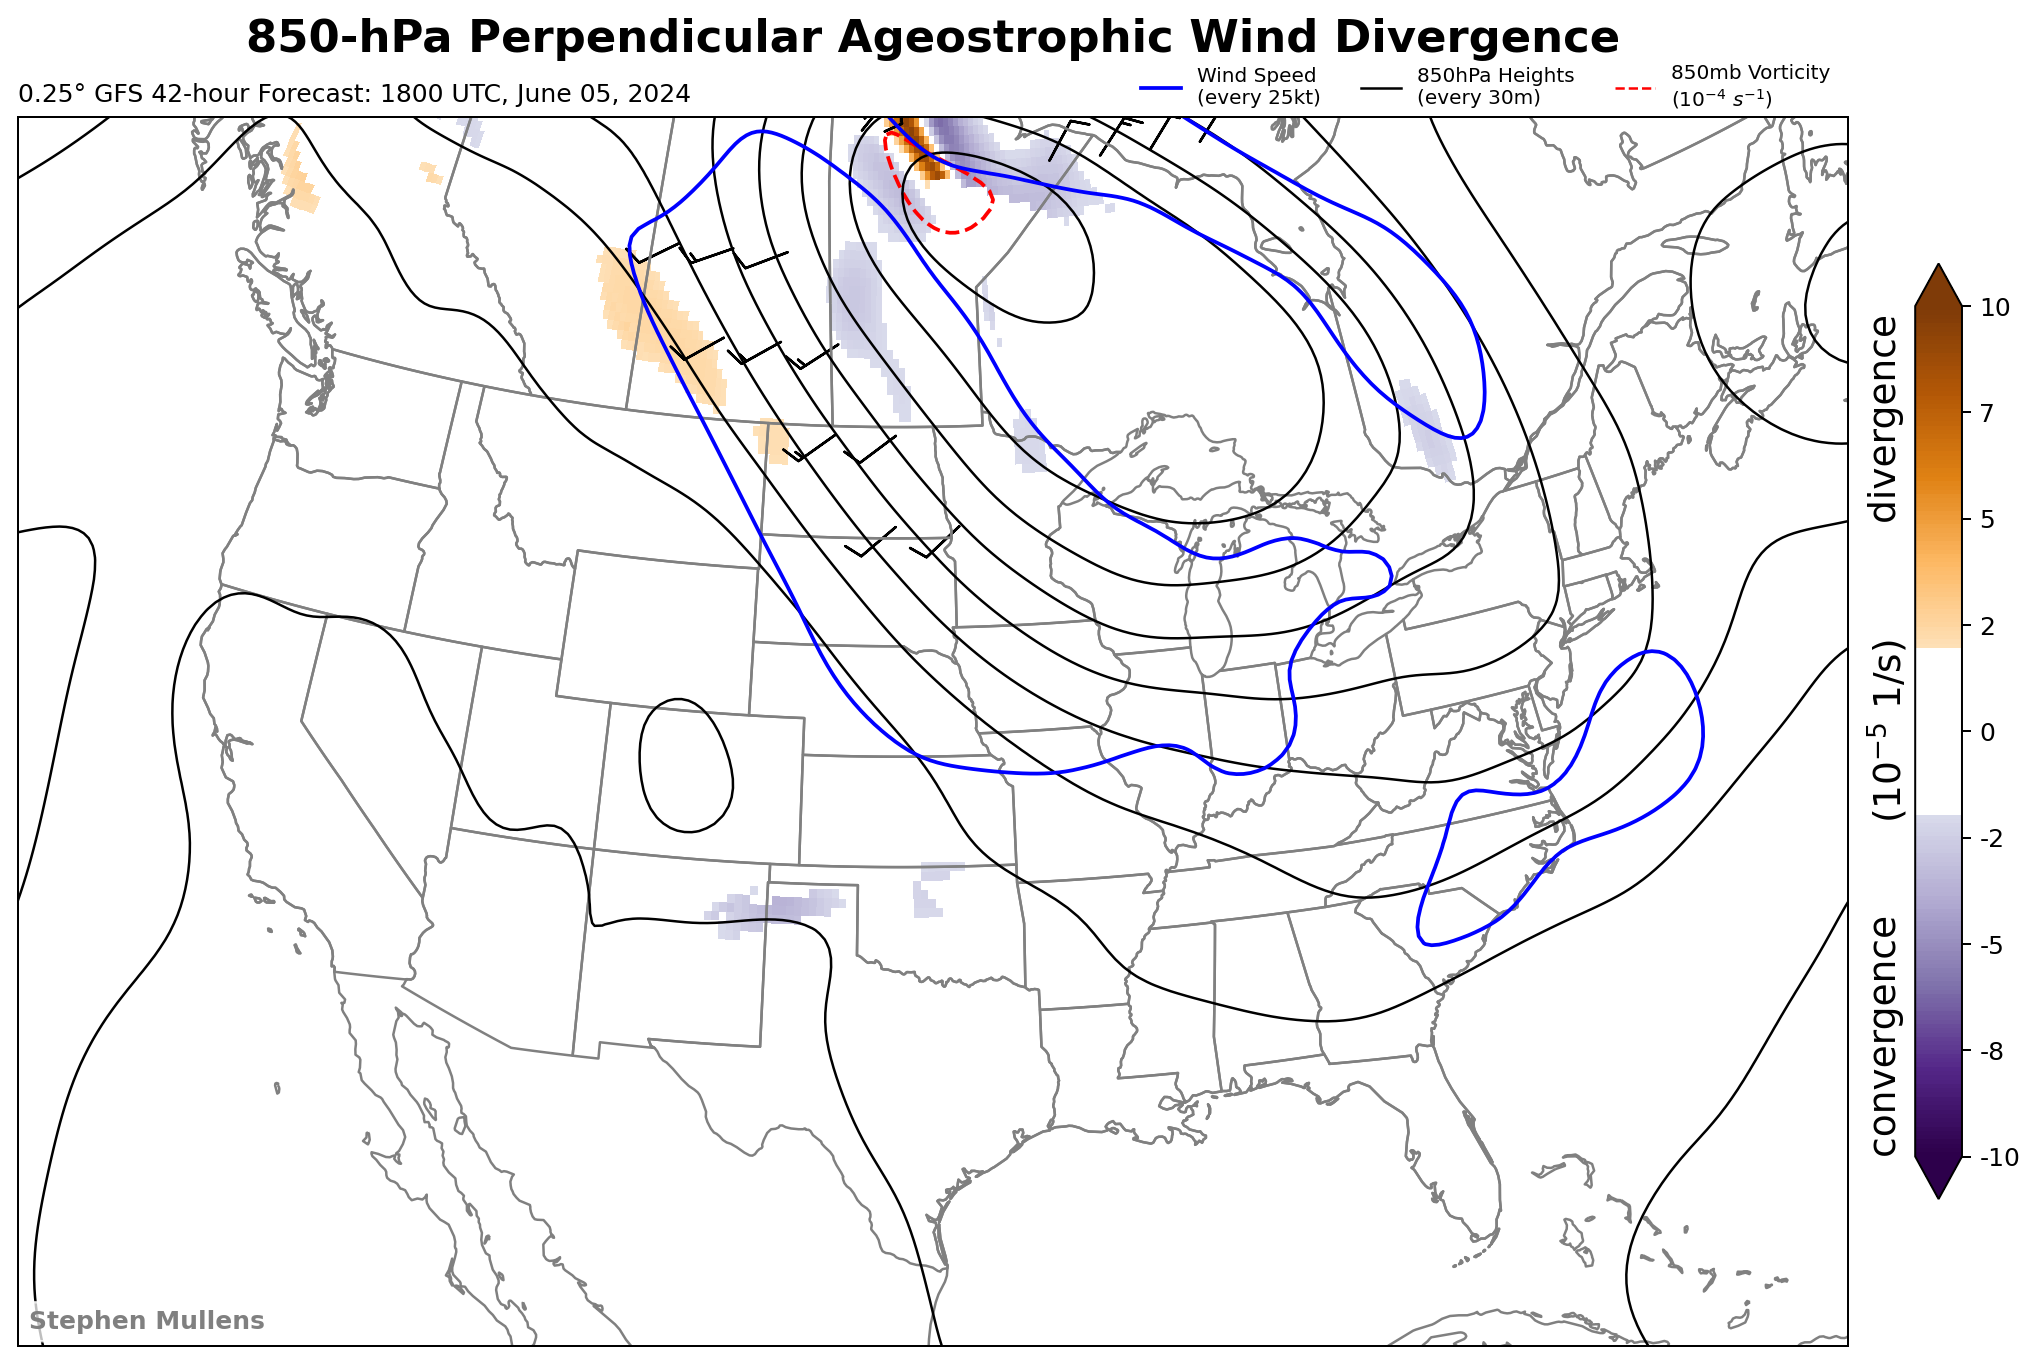 850-hPa Perpendicular Ageostrophic Wind Divergence
0.25° GFS 42-hour Forecast: 1800 UTC, June 05, 2024
Wind Speed
(every 25kt)
850hPa Heights
(every 30m)
850mb Vorticity
(10⁻⁴ s⁻¹)
10
7
5
2
0
-2
-5
-8
-10
convergence (10⁻⁵ 1/s) divergence
Stephen Mullens